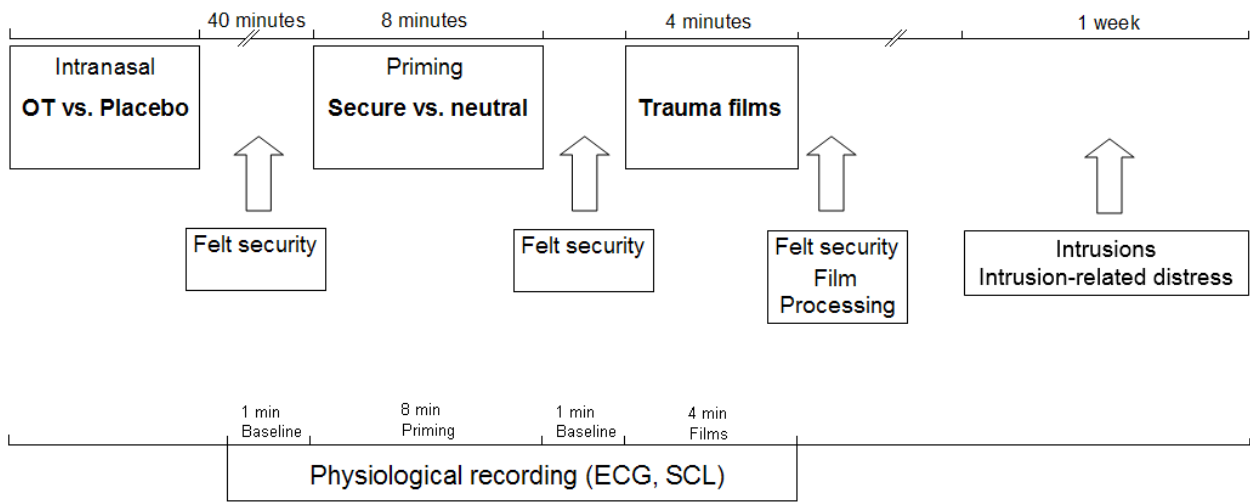 40 minutes
8 minutes
4 minutes
1 week
Intranasal
OT vs. Placebo
Priming
Secure vs. neutral
Trauma films
Felt security
Felt security
Felt security
Film
Processing
Intrusions
Intrusion-related distress
1 min
Baseline
8 min
Priming
1 min
Baseline
4 min
Films
Physiological recording (ECG, SCL)